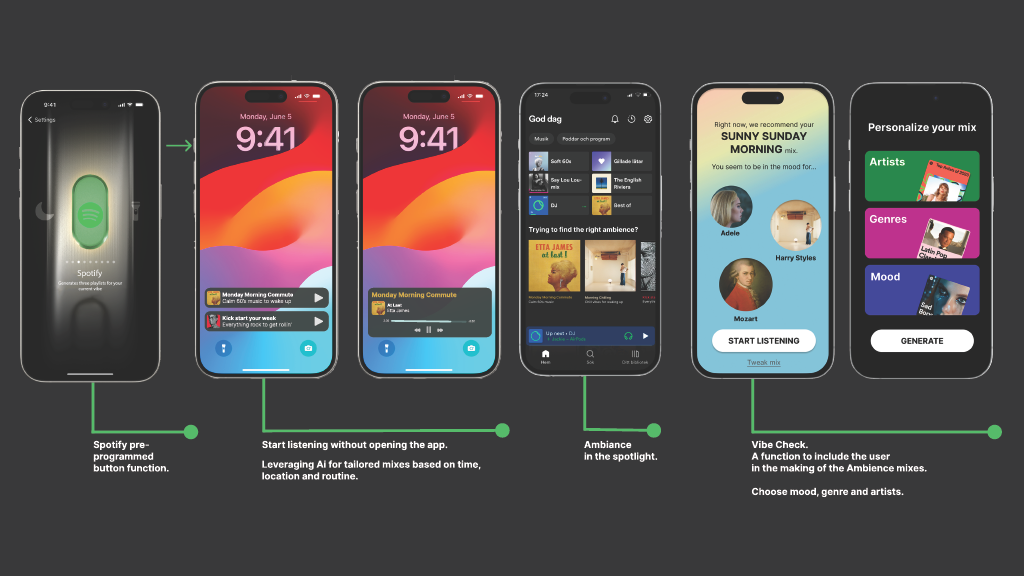 9:41
Settings
Spotify
Generates three playlists for your
current vibe
Monday, June 5
9:41
Monday Morning Commute
Calm 60's music to wake up
Kick start your week
Everything rock to get rollin'
Monday, June 5
9:41
Monday Morning Commute
At Last
Etta James
17:24
God dag
Musik
Poddar och program
Soft 60s
Gillade låtar
Say Lou Lou-
mix
The English
Riviera
DJ
Best of
Trying to find the right ambience?
ETTA JAMES
at last!
Monday Morning Commute
Calm 60s music
Morning Chilling
Up next • DJ
Hem
Sök
Ditt bibliotek
Right now, we recommend your
SUNNY SUNDAY
MORNING mix.
You seem to be in the mood for...
Adele
Harry Styles
Mozart
START LISTENING
Tweak mix
Personalize your mix
Artists
Genres
Latin Pop
Mood
Sad
GENERATE
Spotify pre-
programmed
button function.
Start listening without opening the app.
Leveraging Ai for tailored mixes based on time,
location and routine.
Ambiance
in the spotlight.
Vibe Check.
A function to include the user
in the making of the Ambience mixes.
Choose mood, genre and artists.